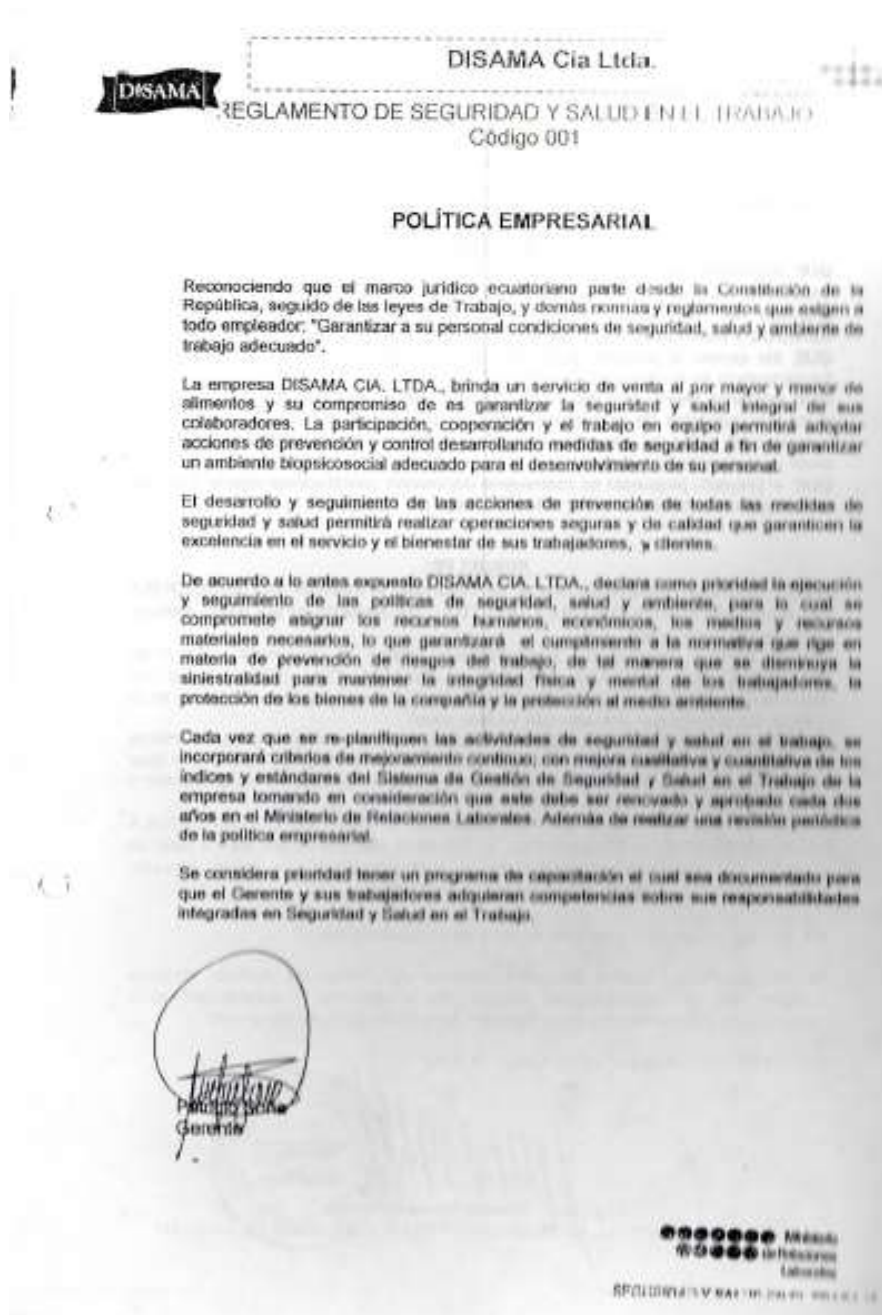 DISAMA Cia Ltda.
DISAMA
REGLAMENTO DE SEGURIDAD Y SALUD EN EL TRABAJO
Código 001
POLÍTICA EMPRESARIAL
Reconociendo que el marco jurídico ecuatoriano parte desde la Constitución de la
República, seguido de las leyes de Trabajo, y demás normas y reglamentos que exigen a
todo empleador: "Garantizar a su personal condiciones de seguridad, salud y ambiente de
trabajo adecuado".
La empresa DISAMA CIA. LTDA., brinda un servicio de venta al por mayor y menor de
alimentos y su compromiso de es garantizar la seguridad y salud integral de sus
colaboradores. La participación, cooperación y el trabajo en equipo permitirá adoptar
acciones de prevención y control desarrollando medidas de seguridad a fin de garantizar
un ambiente biopsicosocial adecuado para el desenvolvimiento de su personal.
El desarrollo y seguimiento de las acciones de prevención de todas las medidas de
seguridad y salud permitirá realizar operaciones seguras y de calidad que garanticen la
excelencia en el servicio y el bienestar de sus trabajadores, y clientes.
De acuerdo a lo antes expuesto DISAMA CIA. LTDA., declara como prioridad la ejecución
y seguimiento de las políticas de seguridad, salud y ambiente, para lo cual se
compromete asignar los recursos humanos, económicos, los medios y recursos
materiales necesarios, lo que garantizará el cumplimiento a la normativa que rige en
materia de prevención de riesgos del trabajo, de tal manera que se disminuya la
siniestralidad para mantener la integridad física y mental de los trabajadores, la
protección de los bienes de la compañía y la protección al medio ambiente.
Cada vez que se re-planifiquen las actividades de seguridad y salud en el trabajo, se
incorporará criterios de mejoramiento continuo; con mejora cualitativa y cuantitativa de los
índices y estándares del Sistema de Gestión de Seguridad y Salud en el Trabajo de la
empresa tomando en consideración que este debe ser renovado y aprobado cada dos
años en el Ministerio de Relaciones Laborales. Además de realizar una revisión periódica
de la política empresarial.
Se considera prioridad tener un programa de capacitación el cual sea documentado para
que el Gerente y sus trabajadores adquieran competencias sobre sus responsabilidades
integradas en Seguridad y Salud en el Trabajo.
Gerente
Ministerio
de Relaciones
Laborales